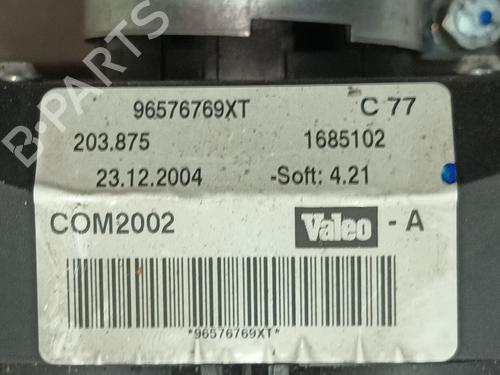 96576769XT C 77
203.875 1685102
23.12.2004 -Soft: 4.21
COM2002 Valeo - A
*96576769XT*
B-PARTS